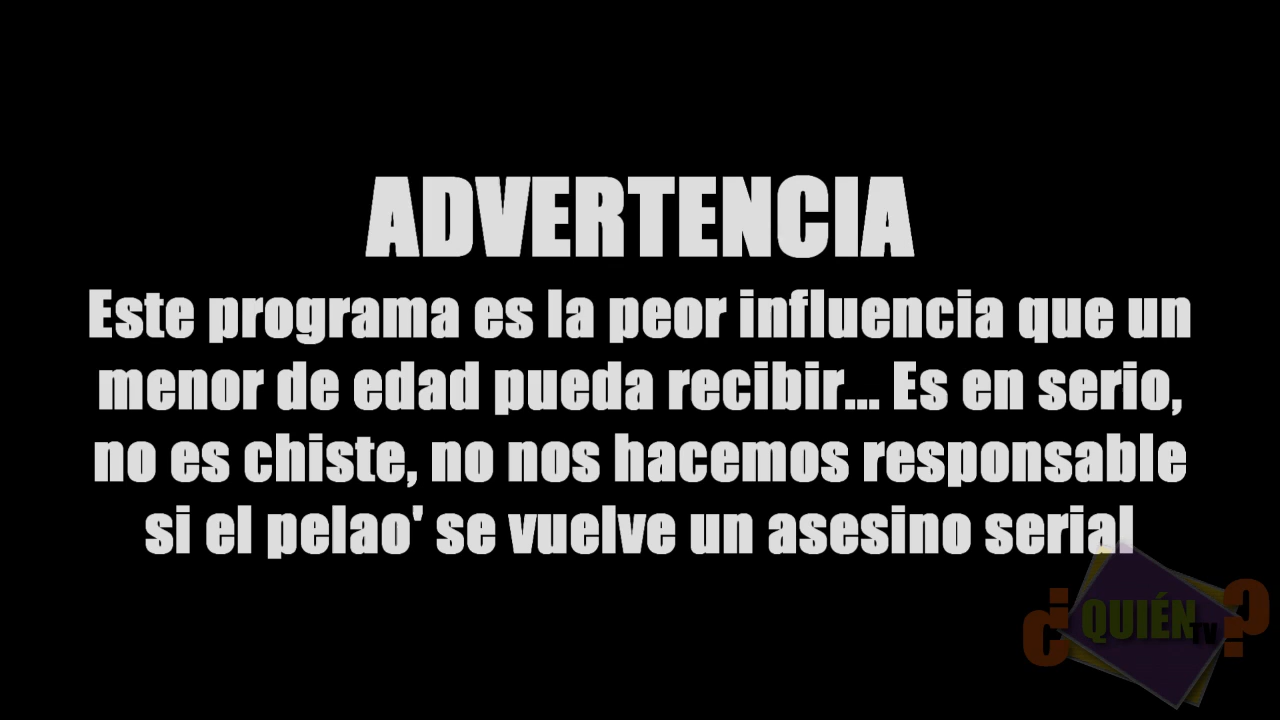 ADVERTENCIA
Este programa es la peor influencia que un
menor de edad pueda recibir... Es en serio,
no es chiste, no nos hacemos responsable
si el pelao' se vuelve un asesino serial
¿QUIÉN TV?